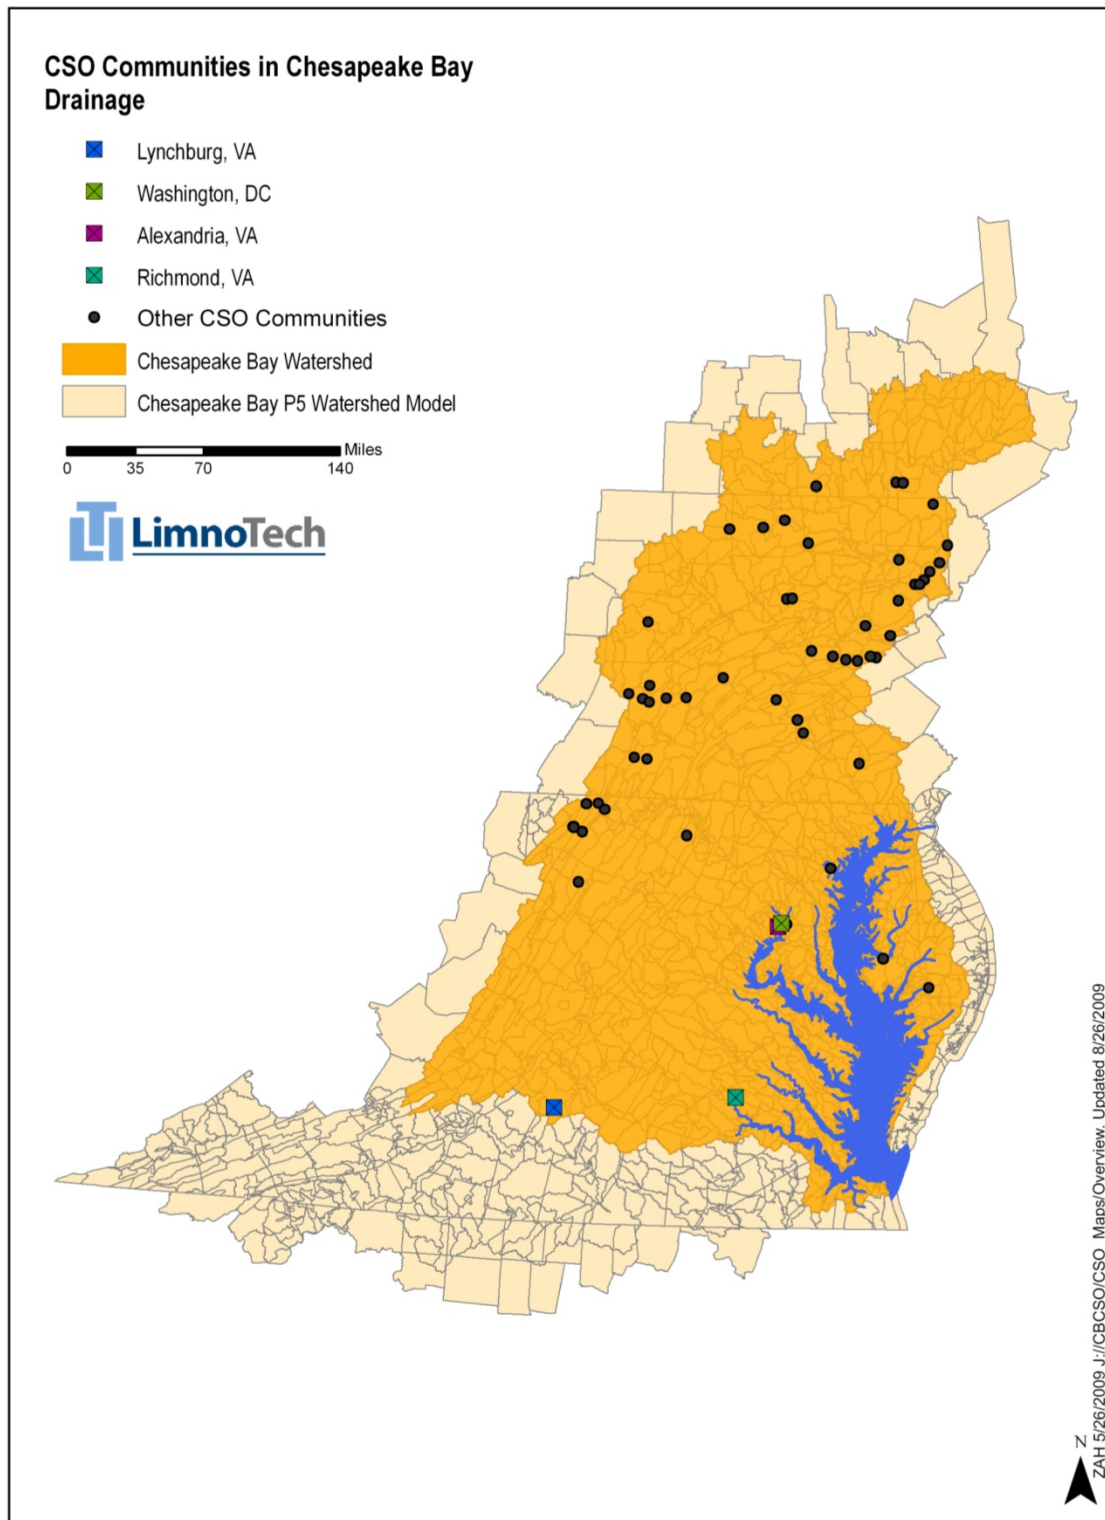 CSO Communities in Chesapeake Bay
Drainage
Lynchburg, VA
Washington, DC
Alexandria, VA
Richmond, VA
Other CSO Communities
Chesapeake Bay Watershed
Chesapeake Bay P5 Watershed Model
Miles
0 35 70 140
LTI LimnoTech
N
ZAH 5/26/2009 J://CBCSO/CSO Maps/Overview. Updated 8/26/2009